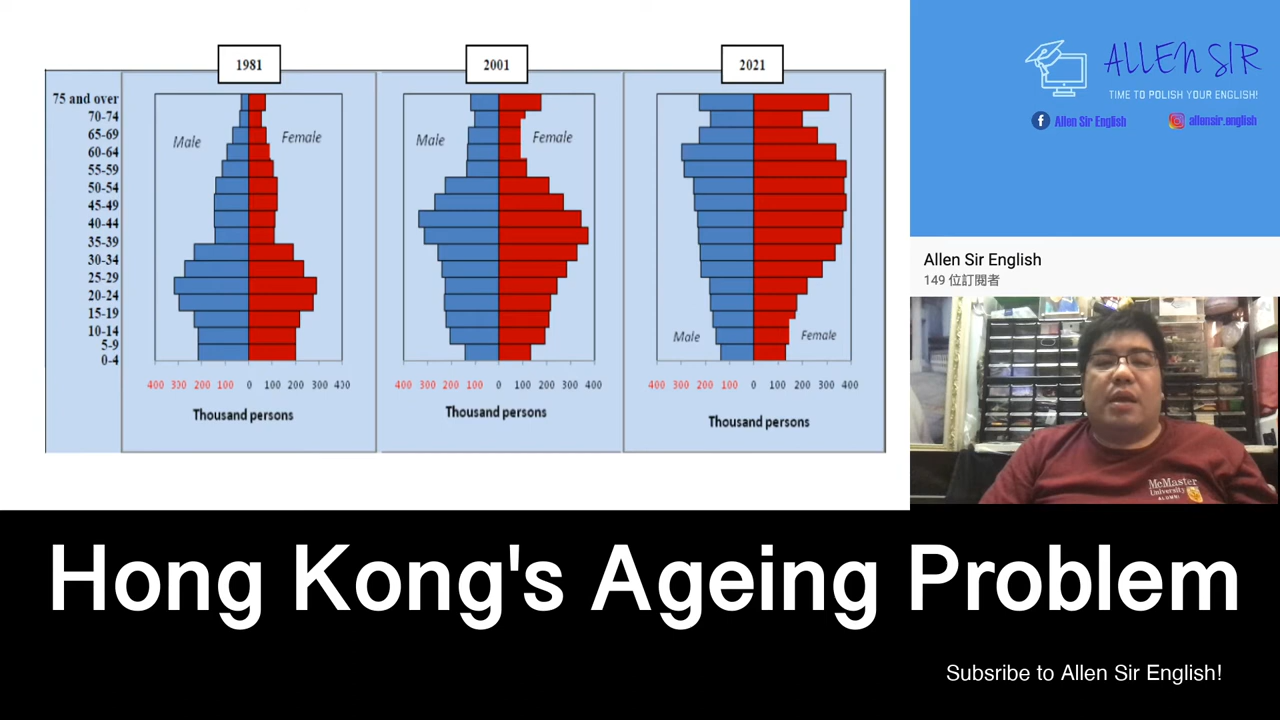 1981
2001
2021
75 and over
70-74
65-69
60-64
55-59
50-54
45-49
40-44
35-39
30-34
25-29
20-24
15-19
10-14
5-9
0-4
Male
Female
Male
Female
Male
Female
400 300 200 100 0 100 200 300 40
400 300 200 100 0 100 200 300 400
400 300 200 100 0 100 200 300 400
Thousand persons
Thousand persons
Thousand persons
ALLEN SIR
TIME TO POLISH YOUR ENGLISH!
Allen Sir English
allensir.english
Allen Sir English
149 位訂閱者
McMaster
University
ALUMNI
Hong Kong's Ageing Problem
Subsribe to Allen Sir English!